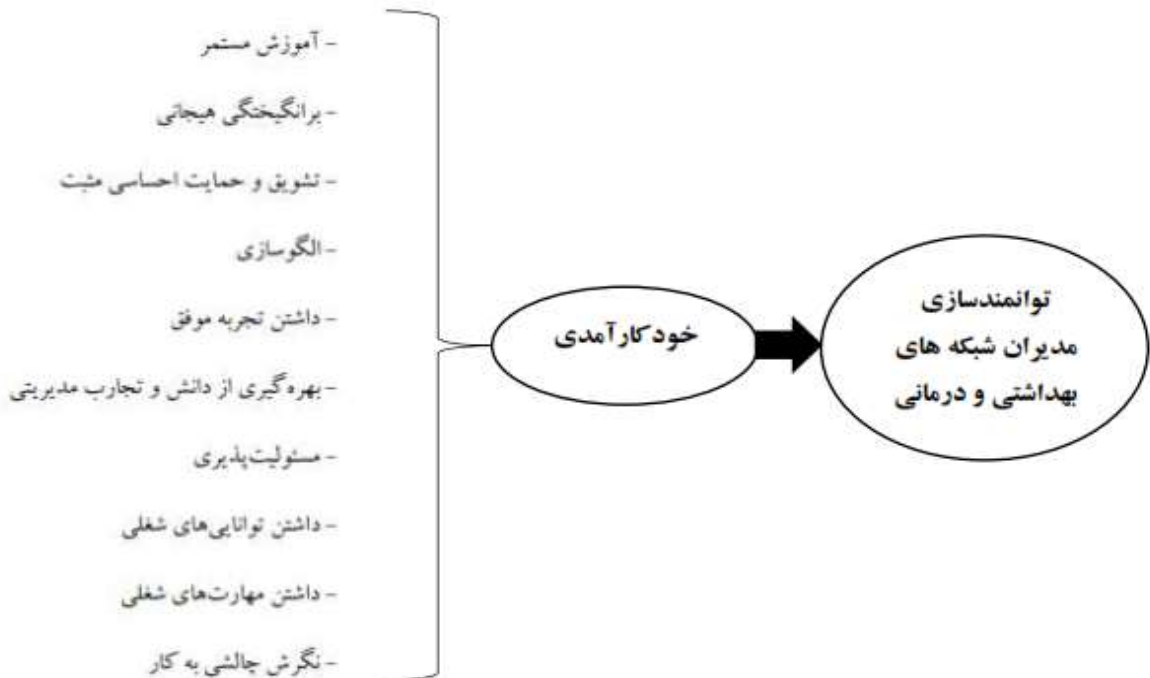 - آموزش مستمر
- برانگیختگی هیجانی
- تشویق و حمایت احساسی مثبت
- الگوسازی
- داشتن تجربه موفق
- بهره‌گیری از دانش و تجارب مدیریتی
- مسئولیت‌پذیری
- داشتن توانایی‌های شغلی
- داشتن مهارت‌های شغلی
- نگرش چالشی به کار
خودکارآمدی
توانمندسازی
مدیران شبکه های
بهداشتی و درمانی